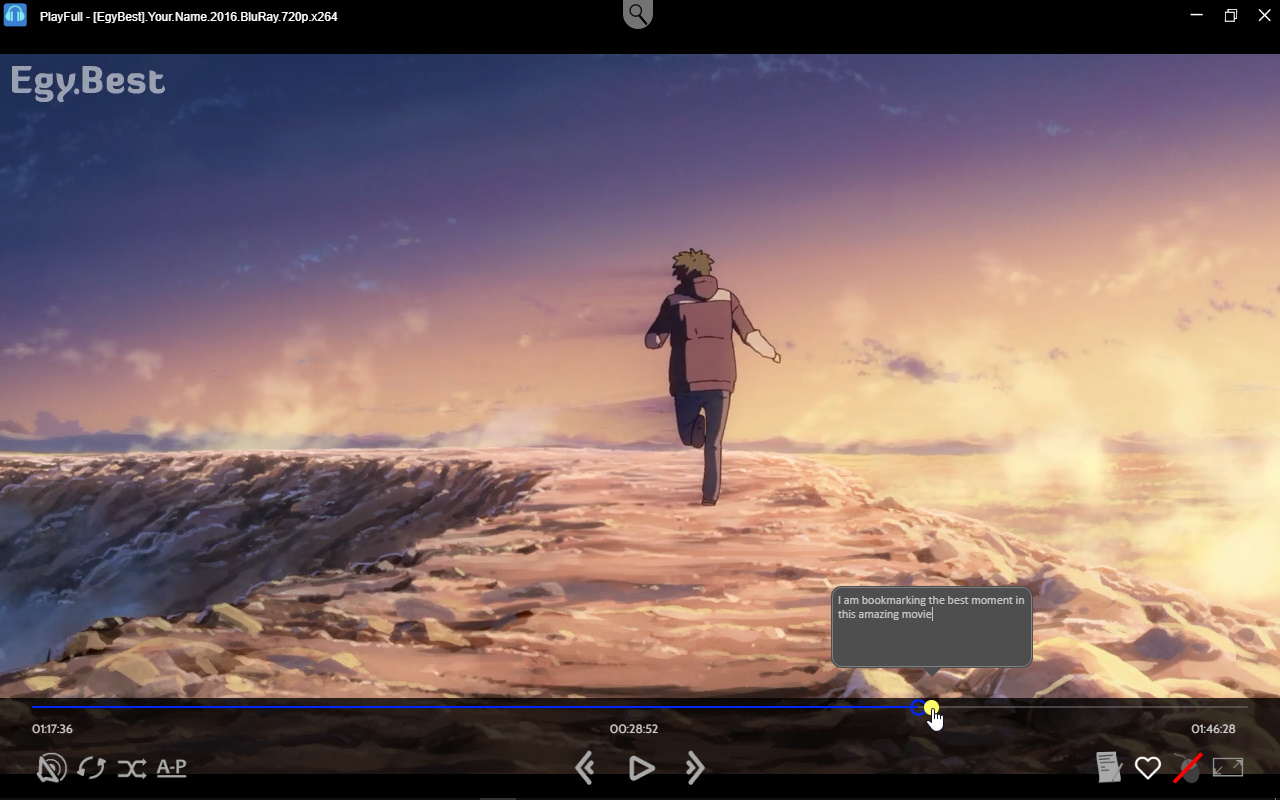 PlayFull - [EgyBest].Your.Name.2016.BluRay.720p.x264
Egy.Best
I am bookmarking the best moment in
this amazing movie
01:17:36
00:28:52
01:46:28
A-P